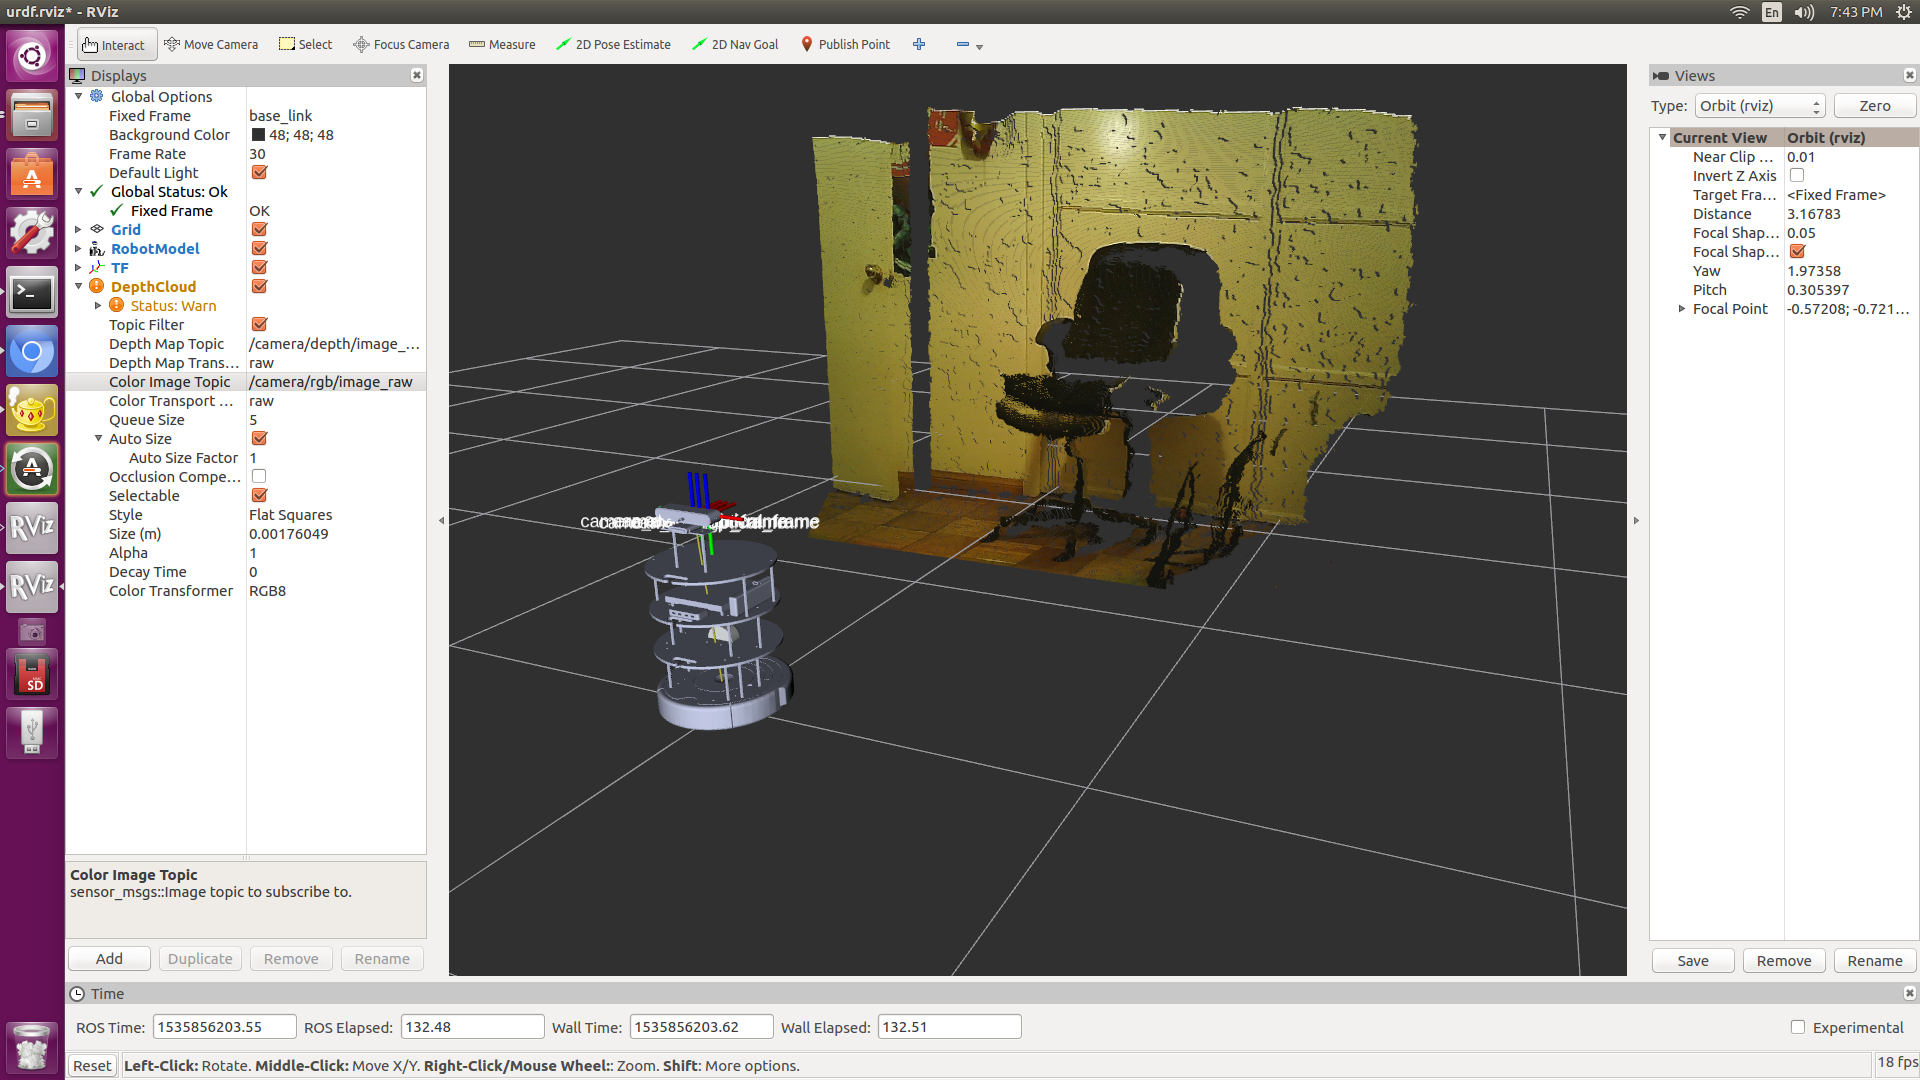 urdf.rviz* - RViz
En
7:43 PM
Interact
Move Camera
Select
Focus Camera
Measure
2D Pose Estimate
2D Nav Goal
Publish Point
Displays
Global Options
Fixed Frame base_link
Background Color 48; 48; 48
Frame Rate 30
Default Light
Global Status: Ok
Fixed Frame OK
Grid
RobotModel
TF
DepthCloud
Status: Warn
Topic Filter
Depth Map Topic /camera/depth/image_...
Depth Map Trans... raw
Color Image Topic /camera/rgb/image_raw
Color Transport ... raw
Queue Size 5
Auto Size
Auto Size Factor 1
Occlusion Compe...
Selectable
Style Flat Squares
Size (m) 0.00176049
Alpha 1
Decay Time 0
Color Transformer RGB8
Color Image Topic
sensor_msgs::Image topic to subscribe to.
Add
Duplicate
Remove
Rename
Views
Type: Orbit (rviz)
Zero
Current View Orbit (rviz)
Near Clip ... 0.01
Invert Z Axis
Target Fra... <Fixed Frame>
Distance 3.16783
Focal Shap... 0.05
Focal Shap...
Yaw 1.97358
Pitch 0.305397
Focal Point -0.57208; -0.721...
Save
Remove
Rename
RViz
RViz
SD
Time
ROS Time: 1535856203.55
ROS Elapsed: 132.48
Wall Time: 1535856203.62
Wall Elapsed: 132.51
Experimental
Reset
Left-Click: Rotate. Middle-Click: Move X/Y. Right-Click/Mouse Wheel:: Zoom. Shift: More options.
18 fps